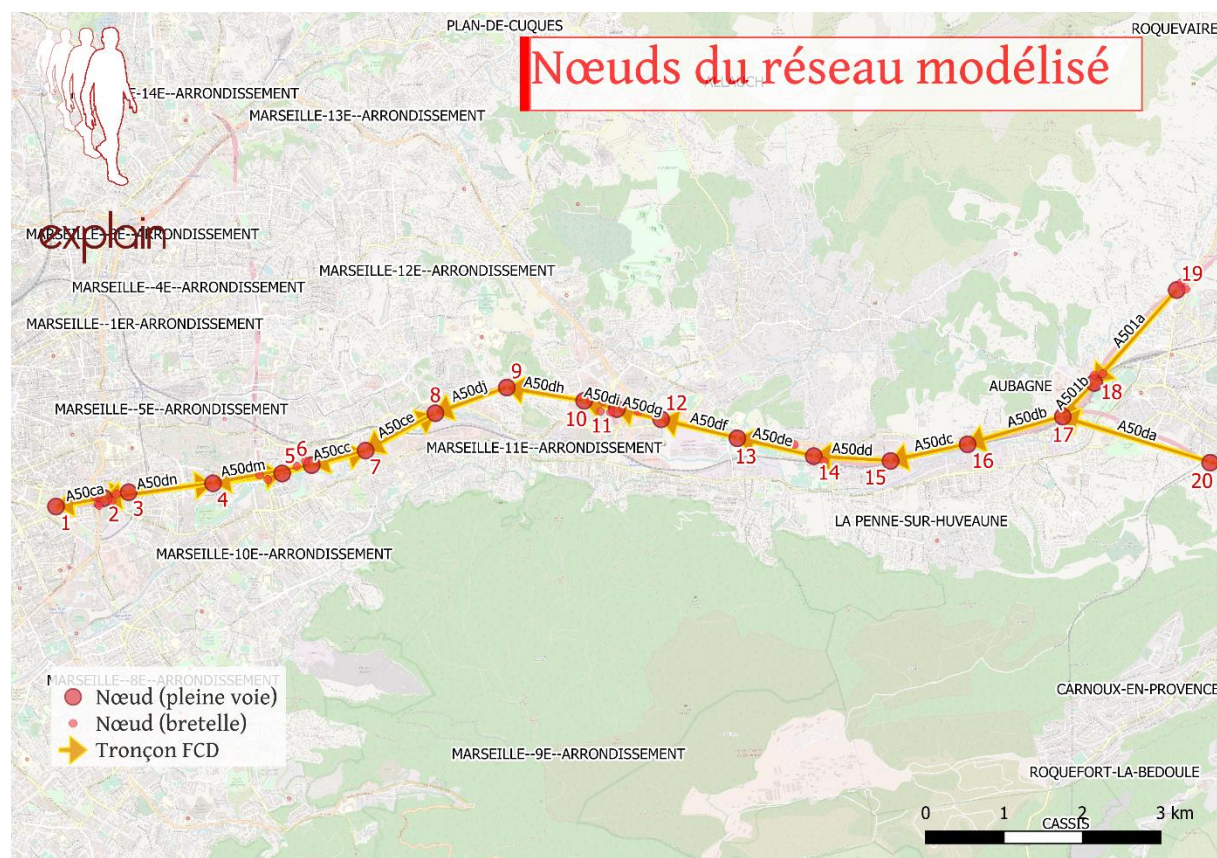 PLAN-DE-CUQUES
ROQUEVAIRE
Nœuds du réseau modélisé
ALLAUCH
E-14E--ARRONDISSEMENT
MARSEILLE-13E--ARRONDISSEMENT
explain
MARSEILLE-12E--ARRONDISSEMENT
MARSEILLE--4E--ARRONDISSEMENT
MARSEILLE--1ER-ARRONDISSEMENT
19
A501a
AUBAGNE
18
A501b
17
A50da
20
A50db
16
A50dc
15
A50dd
14
A50de
13
A50df
12
A50dg
11
A50di
10
A50dh
9
A50dj
8
A50ce
7
A50cc
6
5
A50dm
4
A50dn
3
2
A50ca
1
MARSEILLE--5E--ARRONDISSEMENT
MARSEILLE-11E--ARRONDISSEMENT
LA PENNE-SUR-HUVEAUNE
MARSEILLE-10E--ARRONDISSEMENT
MARSEILLE--8E--ARRONDISSEMENT
Nœud (pleine voie)
Nœud (bretelle)
Tronçon FCD
CARNOUX-EN-PROVENCE
MARSEILLE--9E--ARRONDISSEMENT
ROQUEFORT-LA-BEDOULE
0 1 2 3 km
CASSIS